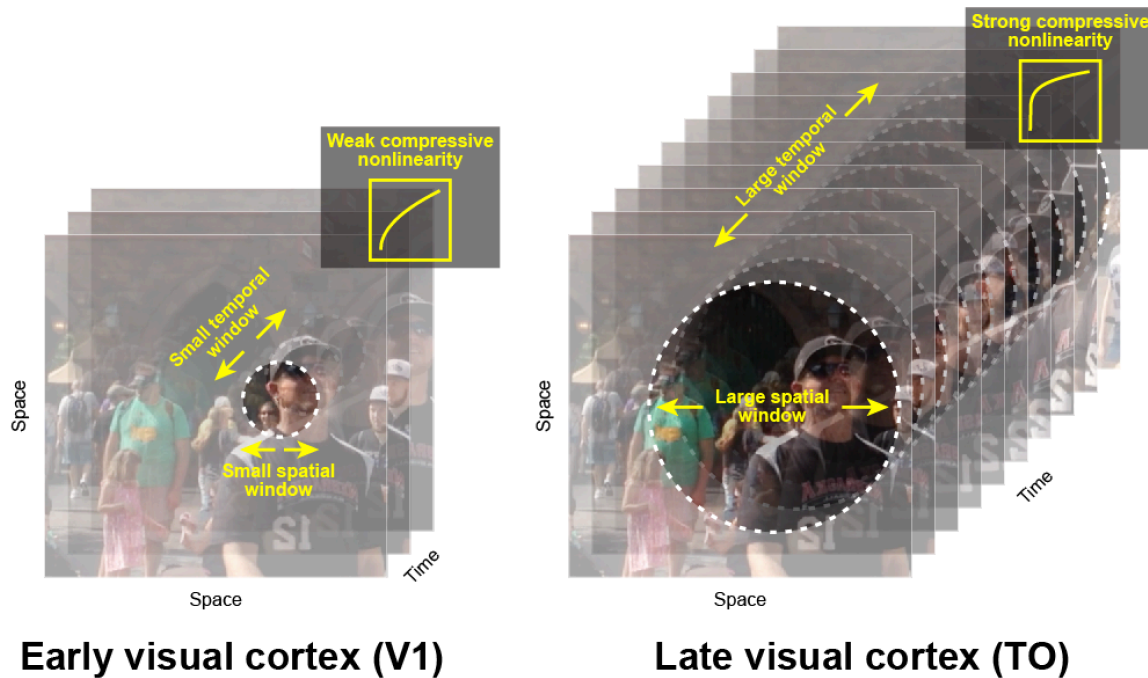 Weak compressive
nonlinearity
Small temporal
window
Small spatial
window
Space
Space
Time
Early visual cortex (V1)
Strong compressive
nonlinearity
Large temporal
window
Large spatial
window
Space
Space
Time
Late visual cortex (TO)